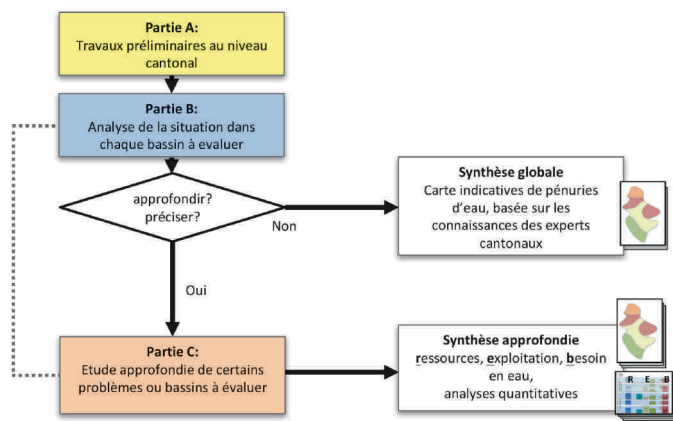 Partie A:
Travaux préliminaires au niveau
cantonal
Partie B:
Analyse de la situation dans
chaque bassin à evaluer
approfondir?
préciser?
Non
Oui
Synthèse globale
Carte indicatives de pénuries
d'eau, basée sur les
connaissances des experts
cantonaux
Partie C:
Etude approfondie de certains
problèmes ou bassins à évaluer
Synthèse approfondie
ressources, exploitation, besoin
en eau,
analyses quantitatives
R E B